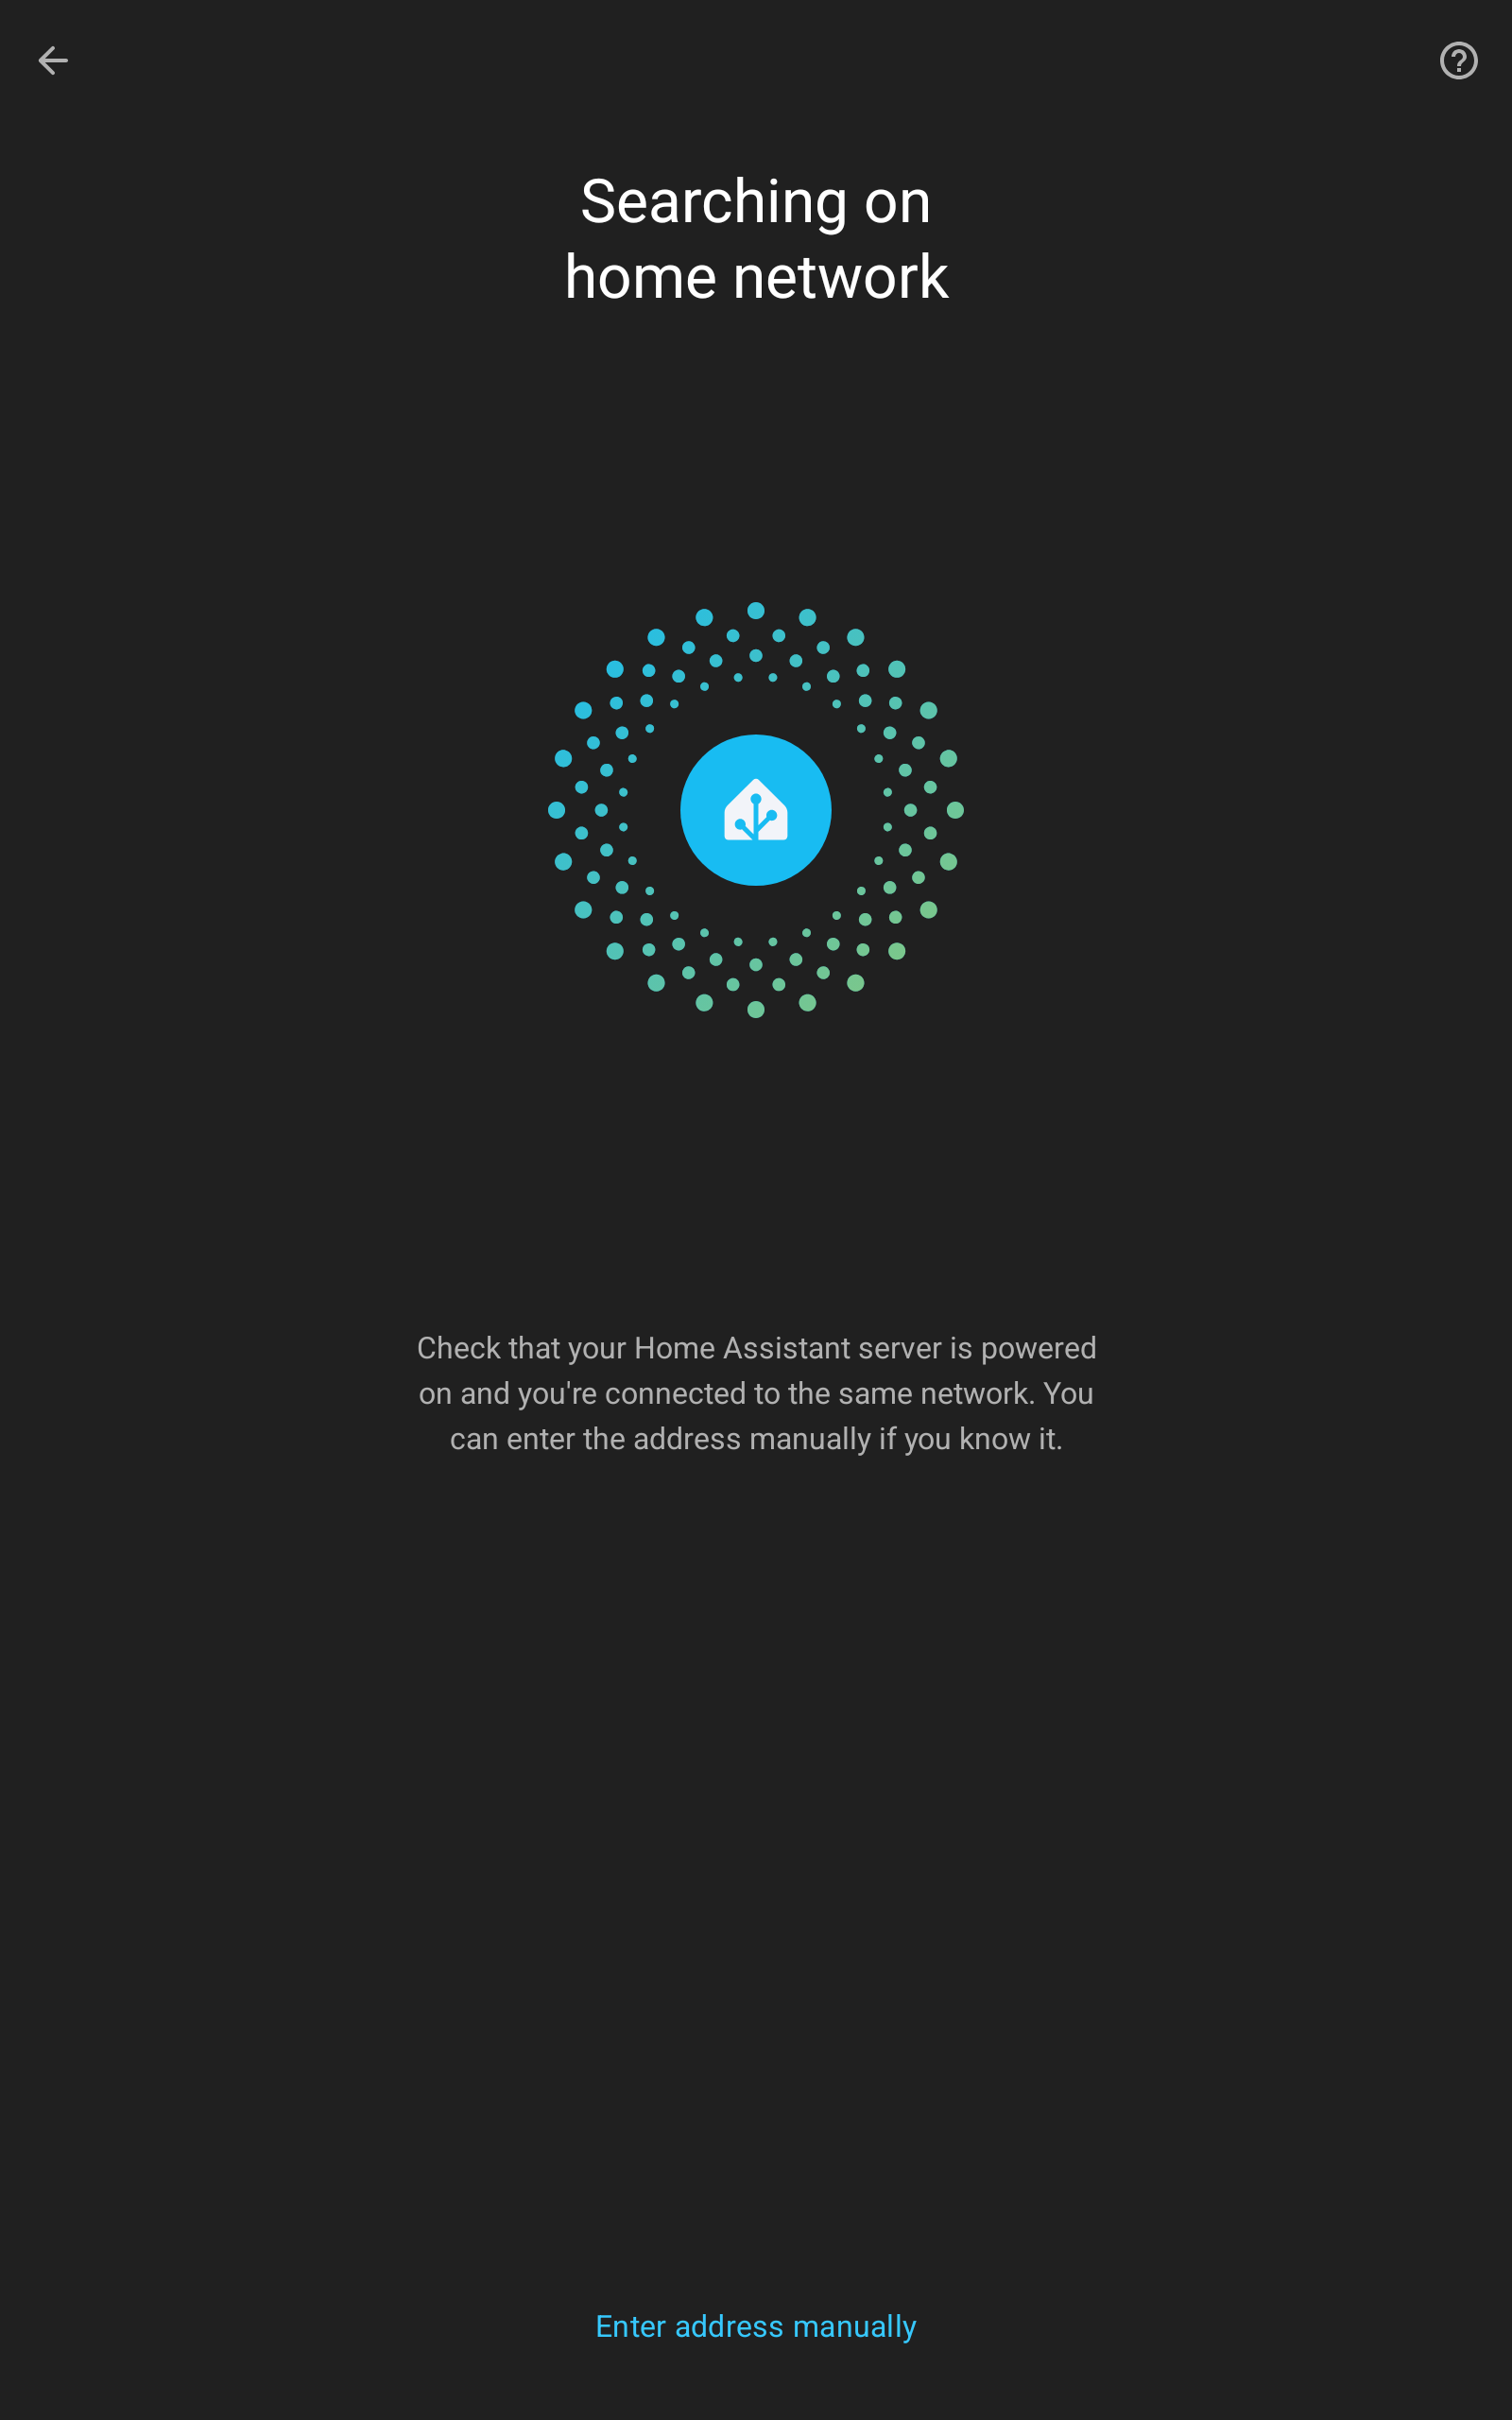 Searching on
home network
Check that your Home Assistant server is powered
on and you're connected to the same network. You
can enter the address manually if you know it.
Enter address manually